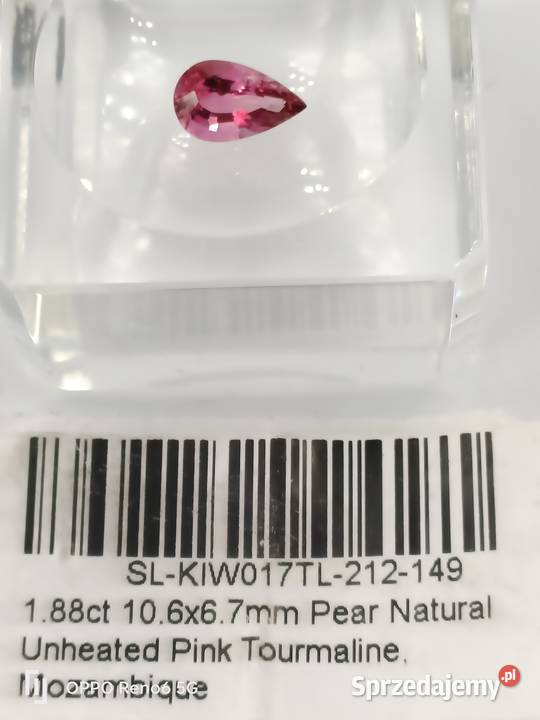 SL-KIW017TL-212-149
1.88ct 10.6x6.7mm Pear Natural
Unheated Pink Tourmaline,
Mozambique
OPPO Reno6 5G
Sprzedajemy.pl